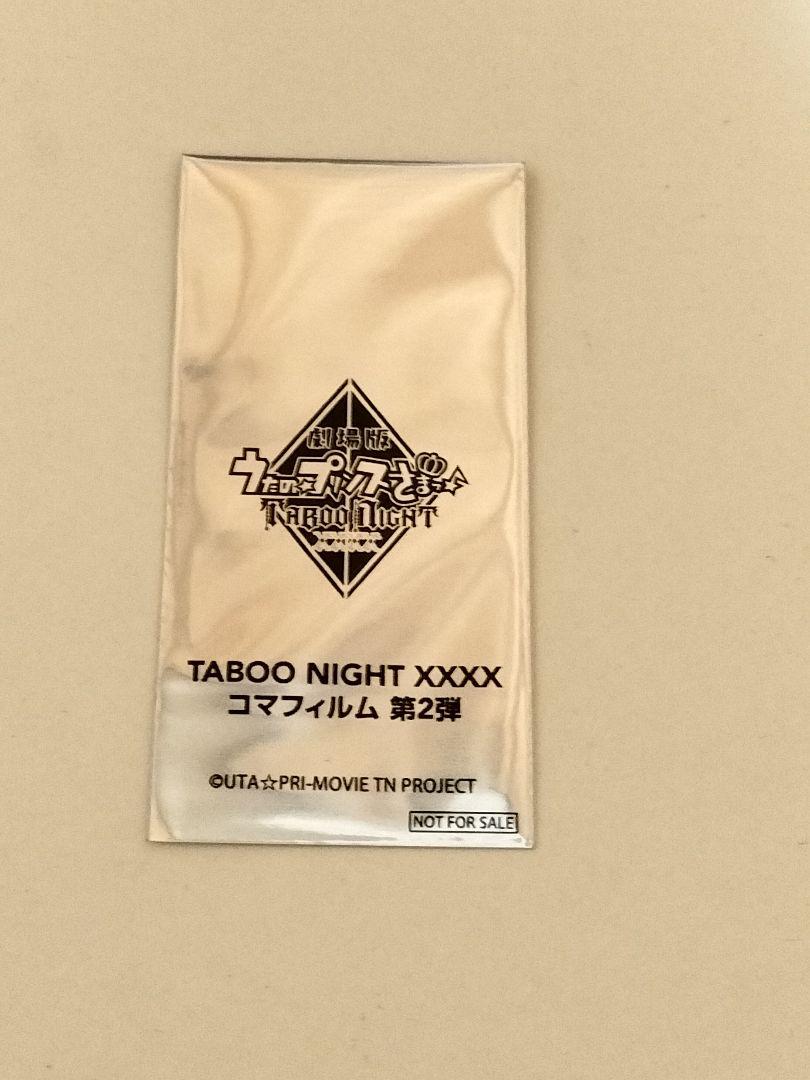 劇場版
うたの☆プリンスさまっ♪
TABOO NIGHT
TABOO NIGHT XXXX
コマフィルム 第2弾
©UTA☆PRI-MOVIE TN PROJECT
NOT FOR SALE